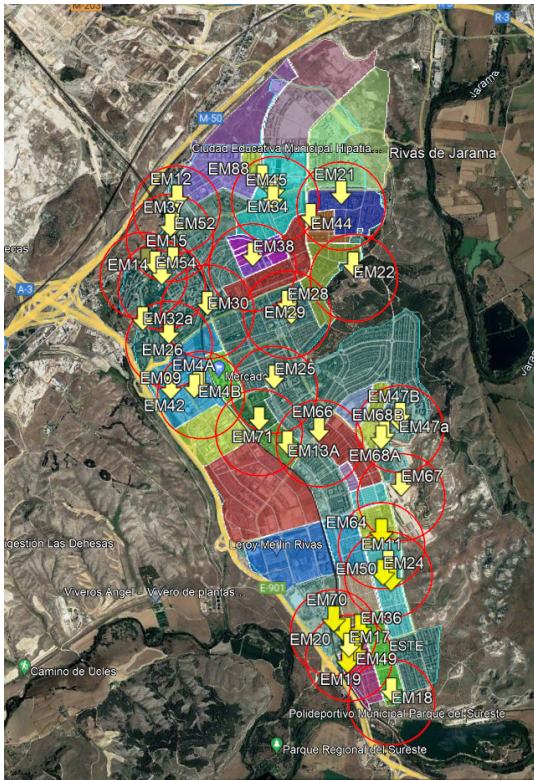 M-203
R-3
R-3
Jarama
M-50
Ciudad Educativa Municipal Hipatia...
Rivas de Jarama
EM12
EM88
EM45
EM21
EM37
EM34
EM52
EM44
EM15
EM38
EM14
EM54
EM22
A-3
EM30
EM28
EM32a
EM29
EM26
EM4A
EM25
Mercad
EM09
EM4B
EM47B
EM42
EM66
EM68B
EM47a
EM71
EM13A
EM68A
EM67
EM64
Leroy Merlin Rivas
EM11
EM50
EM24
E-901
Viveros Angel - Vivero de plantas...
EM70
EM36
EM20
EM17
ESTE
EM49
Camino de Ucles
EM19
EM18
Polideportivo Municipal Parque del Sureste
Parque Regional del Sureste